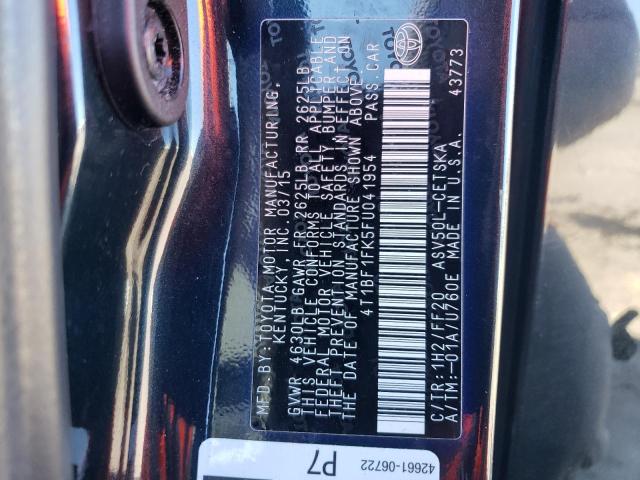 MFD.BY:TOYOTA MOTOR MANUFACTURING,
KENTUCKY, INC. 03/15
GVWR 4630LB GAWR FR 2625LB RR 2625LB
THIS VEHICLE CONFORMS TO ALL APPLICABLE
FEDERAL MOTOR VEHICLE SAFETY, BUMPER, AND
THEFT PREVENTION STANDARDS IN EFFECT ON
THE DATE OF MANUFACTURE SHOWN ABOVE.
4T1BF1FK5FU041954 PASS.CAR
C/TR:1H2/FF20 ASV50L-CETSKA
A/TM:-01A/U760E MADE IN U.S.A. 43773
42661-06722
P7